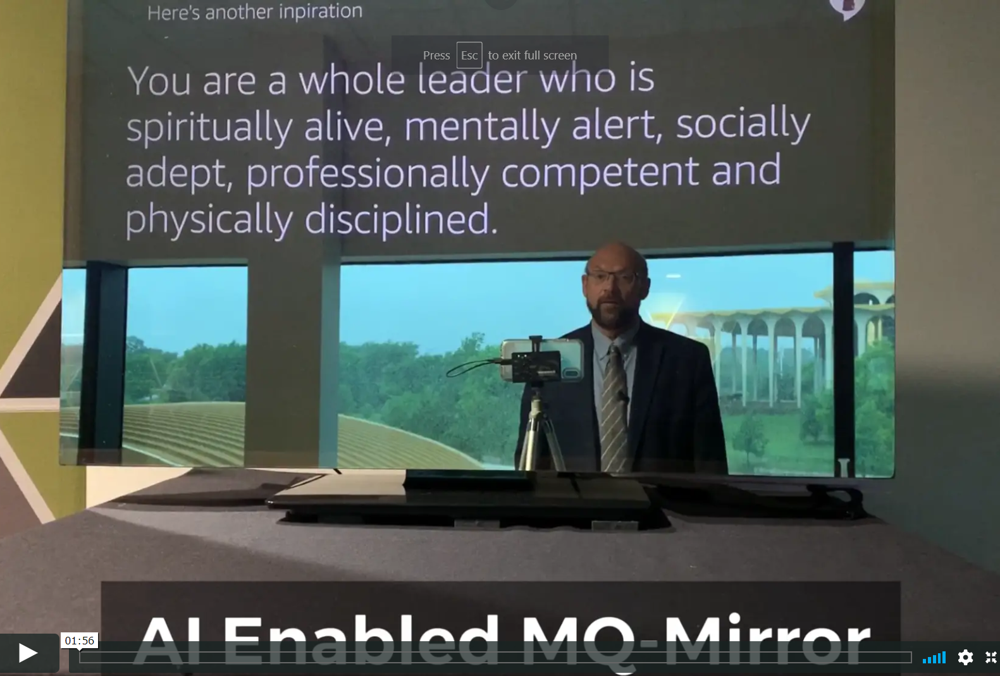 Here's another inpiration
Press Esc to exit full screen
You are a whole leader who is
spiritually alive, mentally alert, socially
adept, professionally competent and
physically disciplined.
AI Enabled MQ-Mirror
01:56